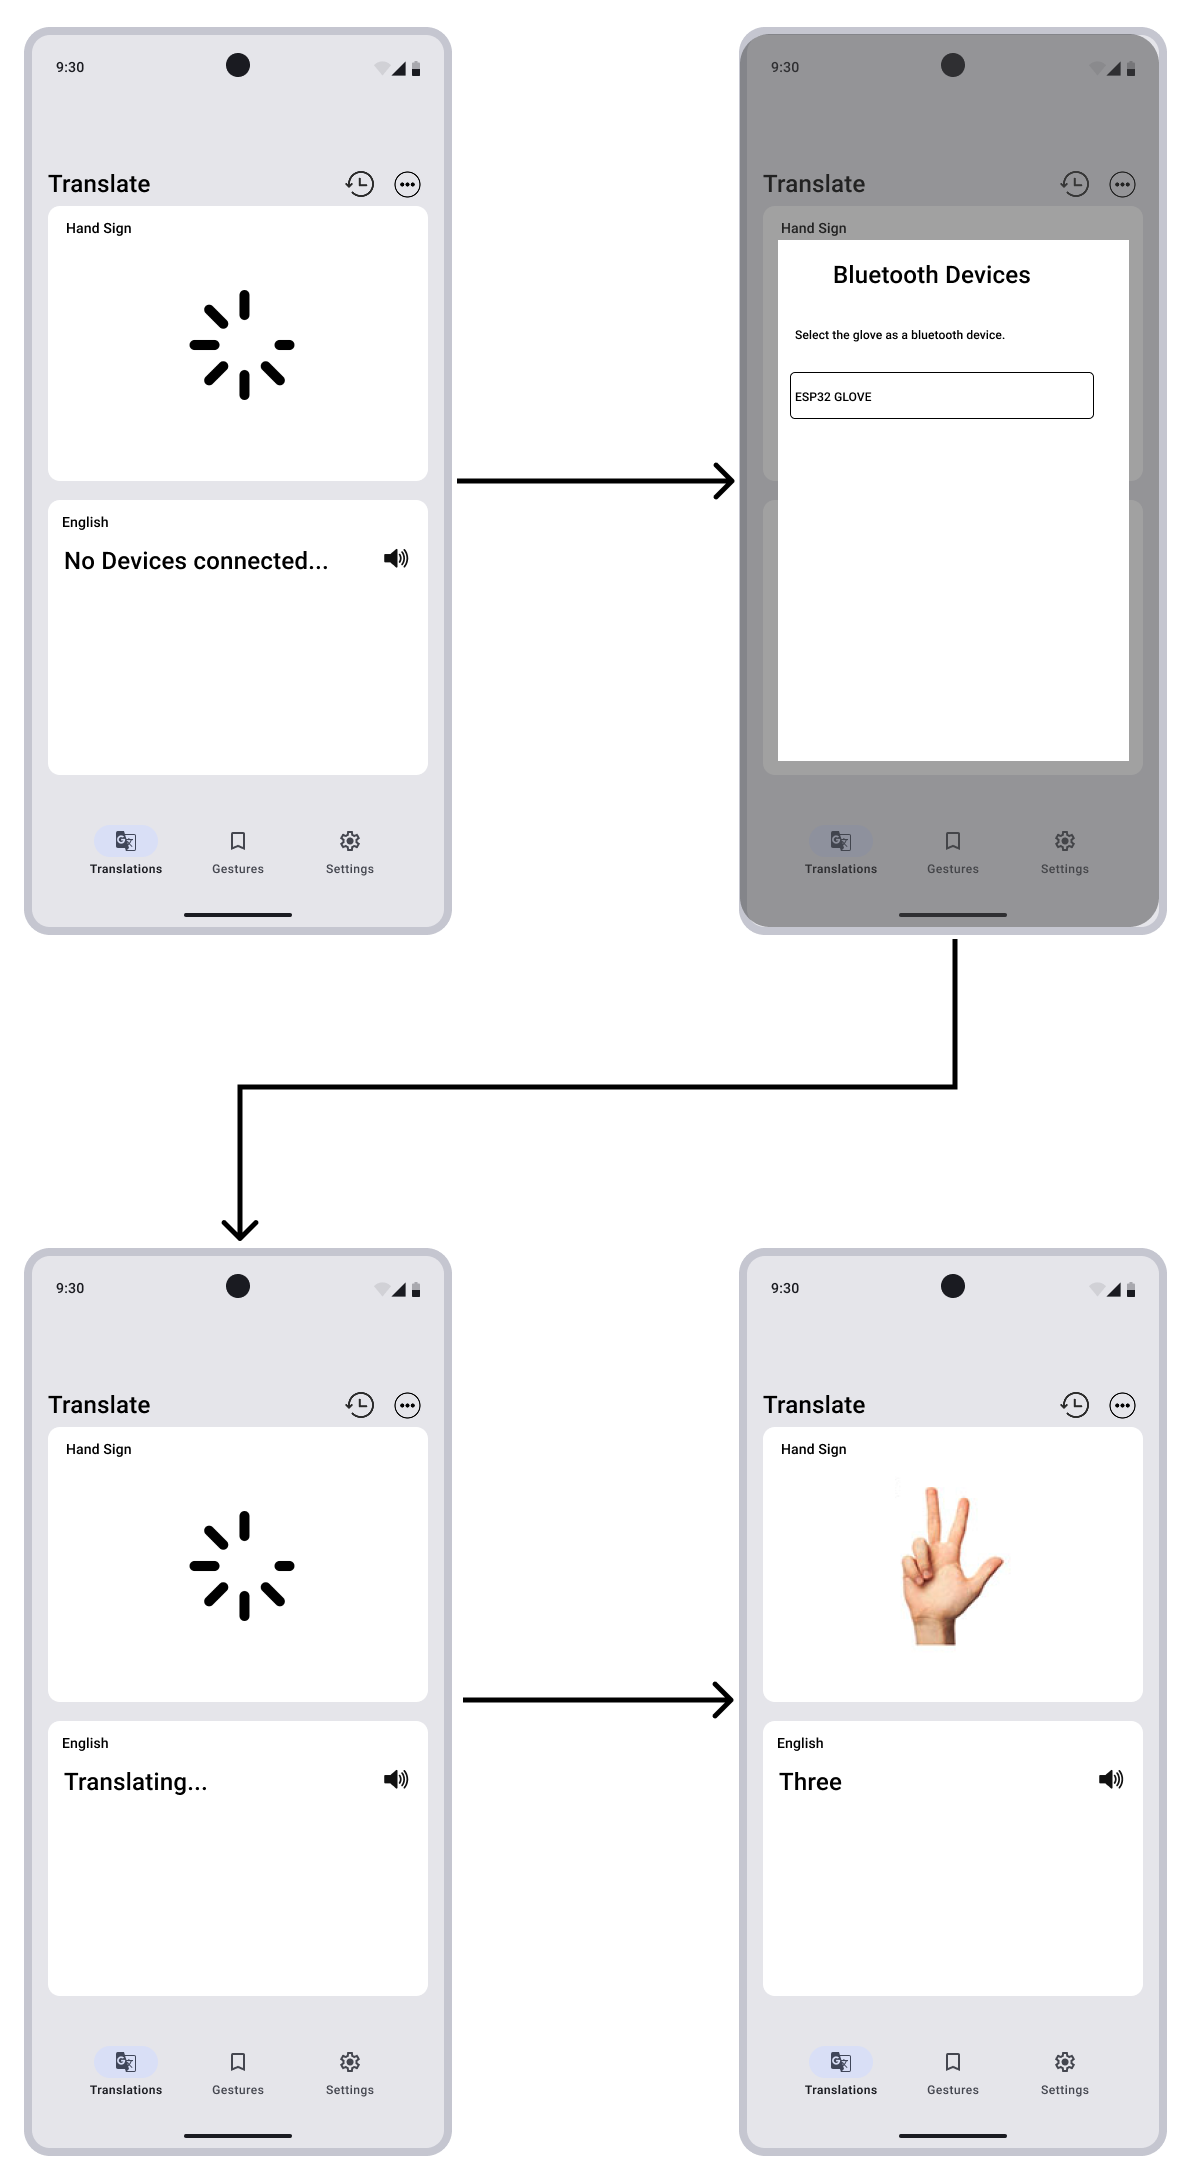 9:30
Translate
Hand Sign
English
No Devices connected...
Translations
Gestures
Settings
9:30
Translate
Hand Sign
Bluetooth Devices
Select the glove as a bluetooth device.
ESP32 GLOVE
Translations
Gestures
Settings
9:30
Translate
Hand Sign
English
Translating...
Translations
Gestures
Settings
9:30
Translate
Hand Sign
English
Three
Translations
Gestures
Settings